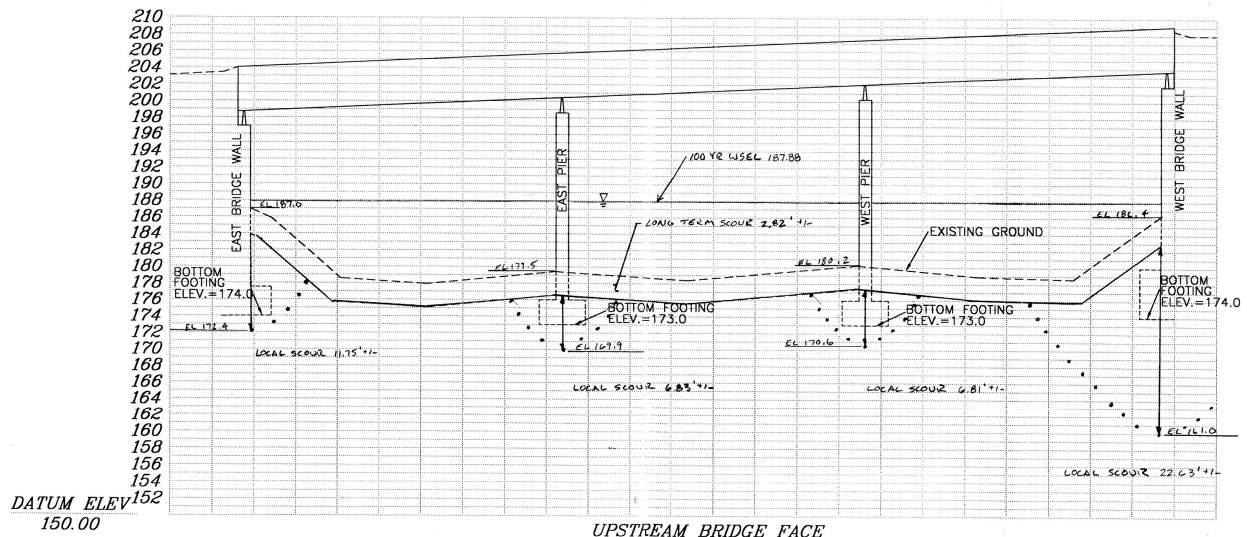 210
208
206
204
202
200
198
196
194
192
190
188
186
184
182
180
178
176
174
172
170
168
166
164
162
160
158
156
154
152
DATUM ELEV
150.00
EAST BRIDGE WALL
EAST PIER
WEST PIER
WEST BRIDGE WALL
100 YR WSEL 187.88
EL 187.0
EL 186.4
LONG TERM SCOUR 2.82'+/-
EXISTING GROUND
EL 179.5
EL 180.2
BOTTOM
FOOTING
ELEV.=174.0
BOTTOM FOOTING
ELEV.=173.0
BOTTOM FOOTING
ELEV.=173.0
BOTTOM
FOOTING
ELEV.=174.0
EL 172.4
EL 169.9
EL 170.6
EL 161.0
LOCAL SCOUR 11.75'+/-
LOCAL SCOUR 6.83'+/-
LOCAL SCOUR 6.81'+/-
LOCAL SCOUR 22.63'+/-
UPSTREAM BRIDGE FACE